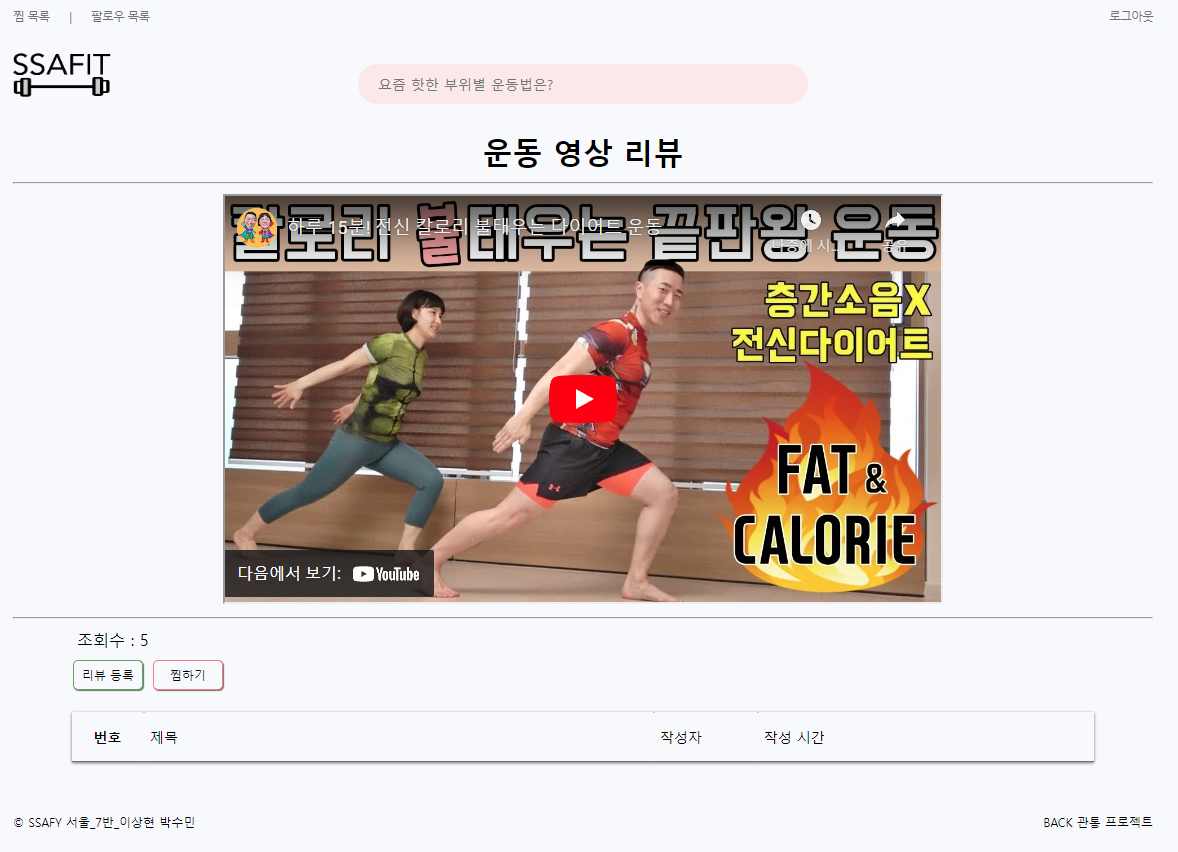 찜 목록 | 팔로우 목록 로그아웃
SSAFIT
요즘 핫한 부위별 운동법은?
운동 영상 리뷰
칼로리 불태우는 끝판왕 운동
하루 15분! 전신 칼로리 불태우는 다이어트 운동
나중에 시... 공유
층간소음X
전신다이어트
FAT &
CALORIE
다음에서 보기: YouTube
조회수 : 5
리뷰 등록 찜하기
번호 제목 작성자 작성 시간
© SSAFY 서울_7반_이상현 박수민 BACK 관통 프로젝트